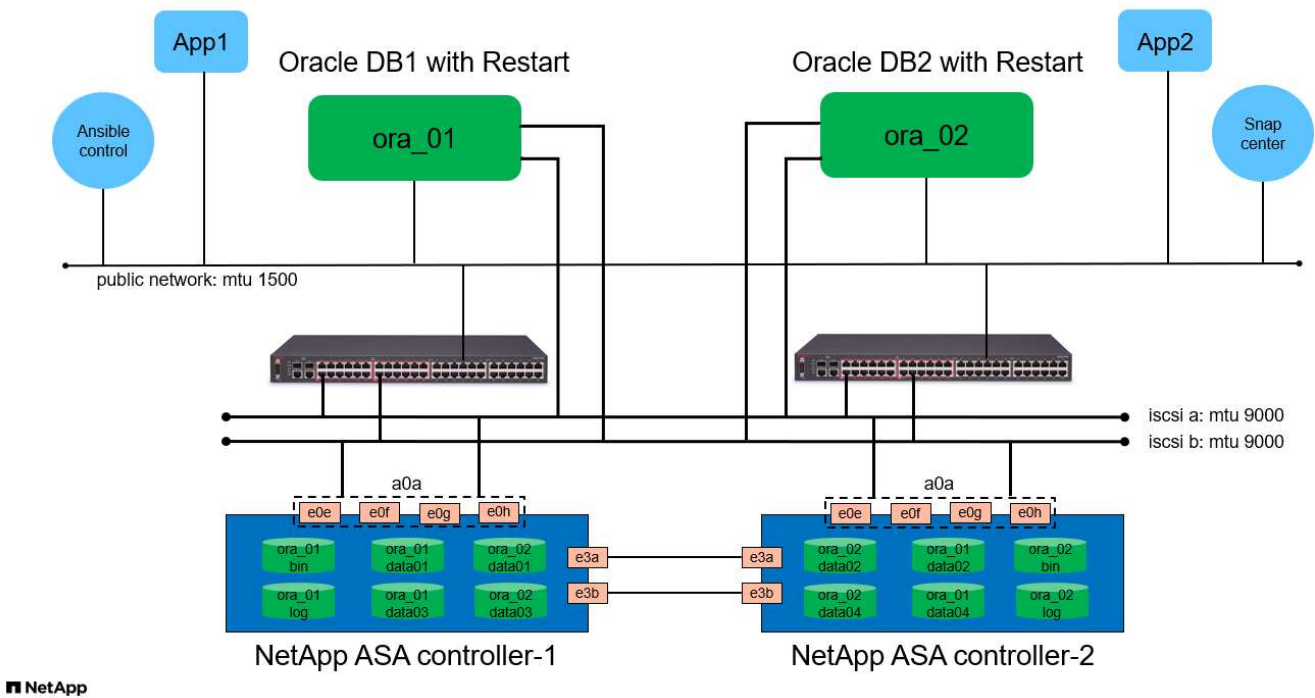 App1
App2
Oracle DB1 with Restart
Oracle DB2 with Restart
Ansible
control
ora_01
ora_02
Snap
center
public network: mtu 1500
iscsi a: mtu 9000
iscsi b: mtu 9000
a0a
a0a
e0e e0f e0g e0h
e0e e0f e0g e0h
ora_01
bin
ora_01
data01
ora_02
data01
ora_01
log
ora_01
data03
ora_02
data03
e3a
e3b
e3a
e3b
ora_02
data02
ora_01
data02
ora_02
bin
ora_02
data04
ora_01
data04
ora_02
log
NetApp ASA controller-1
NetApp ASA controller-2
NetApp